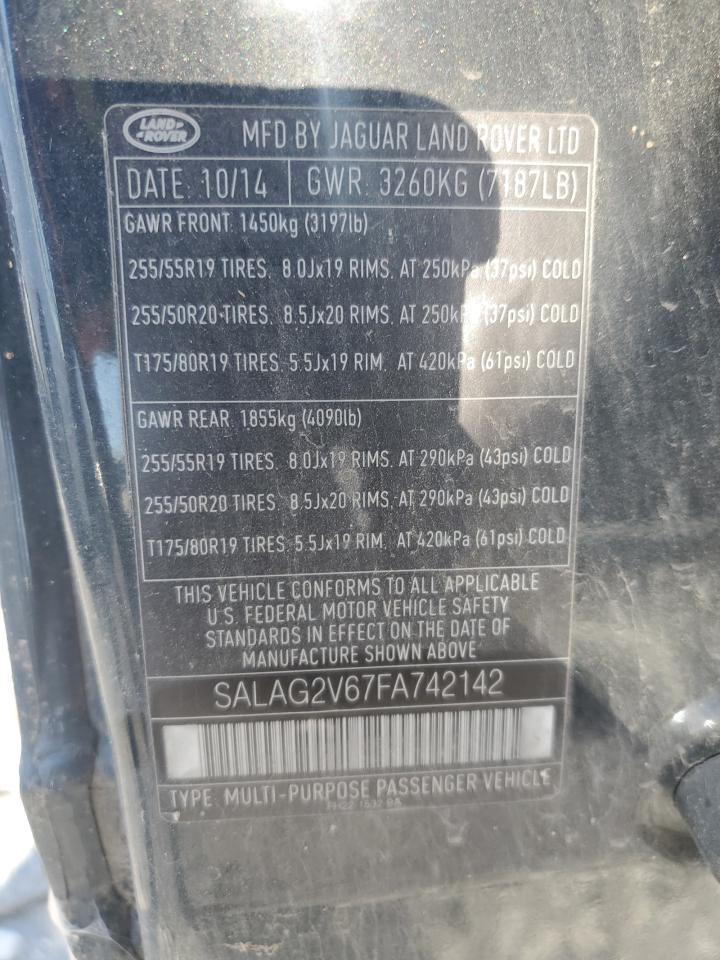 LAND ROVER
MFD BY JAGUAR LAND ROVER LTD
DATE: 10/14 GWR: 3260KG (7187LB)
GAWR FRONT 1450kg (3197lb)
255/55R19 TIRES, 8.0Jx19 RIMS, AT 250kPa (37psi) COLD
255/50R20 TIRES, 8.5Jx20 RIMS, AT 250kPa (37psi) COLD
T175/80R19 TIRES, 5.5Jx19 RIM, AT 420kPa (61psi) COLD
GAWR REAR 1855kg (4090lb)
255/55R19 TIRES, 8.0Jx19 RIMS, AT 290kPa (43psi) COLD
255/50R20 TIRES, 8.5Jx20 RIMS, AT 290kPa (43psi) COLD
T175/80R19 TIRES, 5.5Jx19 RIM, AT 420kPa (61psi) COLD
THIS VEHICLE CONFORMS TO ALL APPLICABLE
U.S. FEDERAL MOTOR VEHICLE SAFETY
STANDARDS IN EFFECT ON THE DATE OF
MANUFACTURE SHOWN ABOVE
SALAG2V67FA742142
TYPE: MULTI-PURPOSE PASSENGER VEHICLE